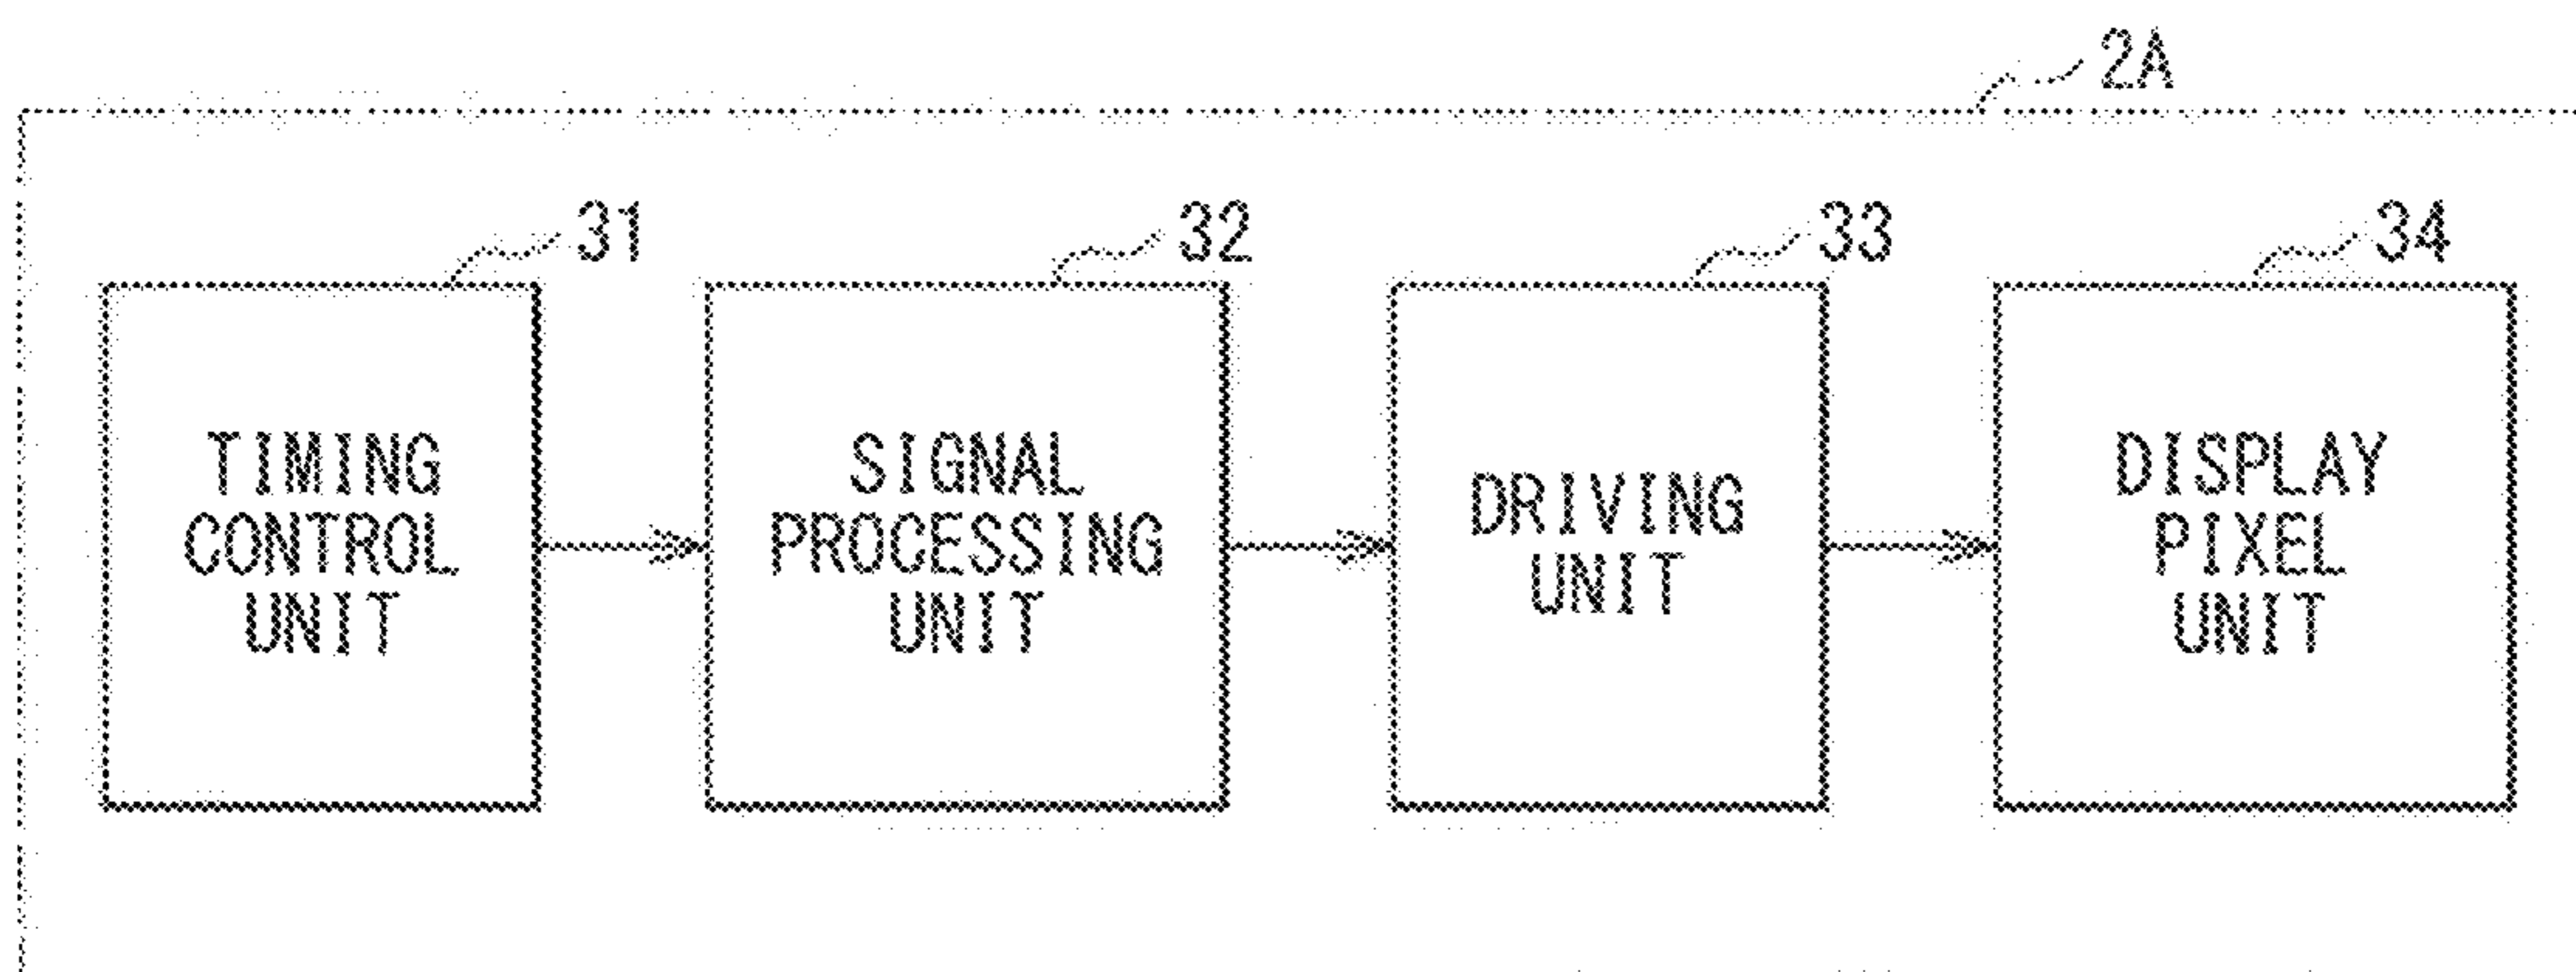 2A
31
32
33
34
TIMING
CONTROL
UNIT
SIGNAL
PROCESSING
UNIT
DRIVING
UNIT
DISPLAY
PIXEL
UNIT